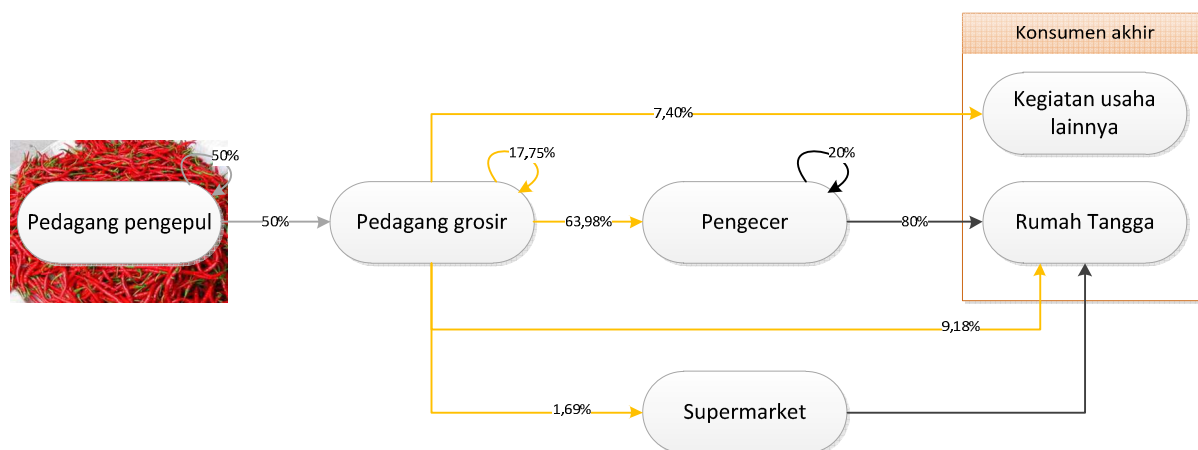 Konsumen akhir
Kegiatan usaha
lainnya
7,40%
50%
17,75%
20%
Pedagang pengepul
50%
Pedagang grosir
63,98%
Pengecer
80%
Rumah Tangga
9,18%
1,69%
Supermarket